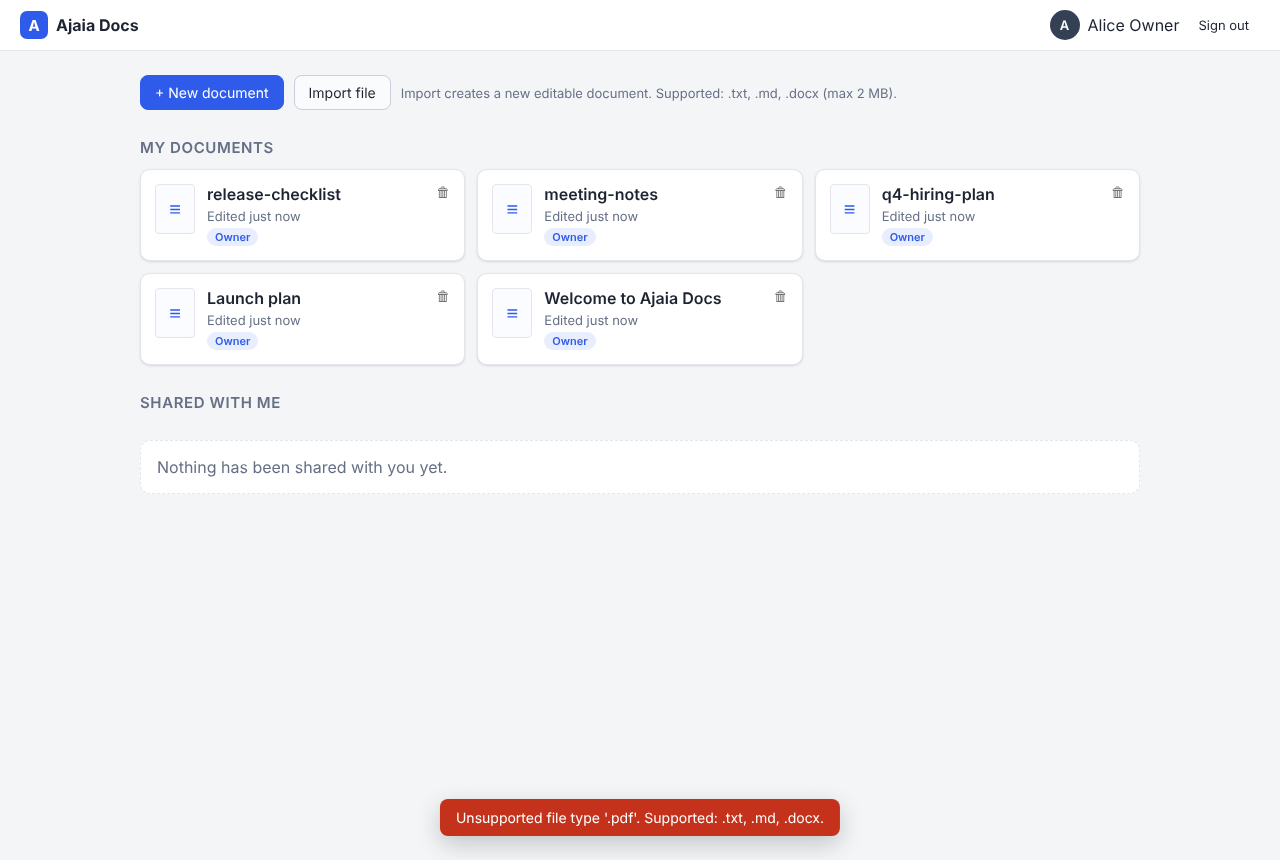 A Ajaia Docs
A Alice Owner Sign out
+ New document Import file Import creates a new editable document. Supported: .txt, .md, .docx (max 2 MB).
MY DOCUMENTS
release-checklist
Edited just now
Owner
meeting-notes
Edited just now
Owner
q4-hiring-plan
Edited just now
Owner
Launch plan
Edited just now
Owner
Welcome to Ajaia Docs
Edited just now
Owner
SHARED WITH ME
Nothing has been shared with you yet.
Unsupported file type '.pdf'. Supported: .txt, .md, .docx.